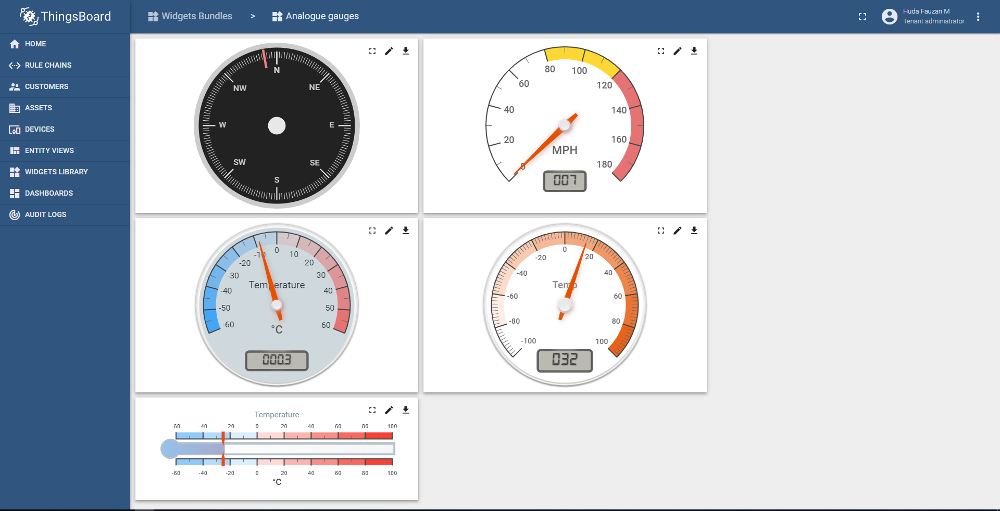 ThingsBoard
Widgets Bundles > Analogue gauges
Huda Fauzan M
Tenant administrator
HOME
RULE CHAINS
CUSTOMERS
ASSETS
DEVICES
ENTITY VIEWS
WIDGETS LIBRARY
DASHBOARDS
AUDIT LOGS
N
NW NE
W E
SW SE
S
80 100
60 120
40 140
20 160
MPH
0 180
007
-10 0 10
-20 20
-30 30
Temperature
-40 40
-50 50
-60 60
°C
000.3
0
-20 20
-40 40
Temp
-60 60
-80 80
-100 100
032
Temperature
-60 -40 -20 0 20 40 60 80 100
-60 -40 -20 0 20 40 60 80 100
°C